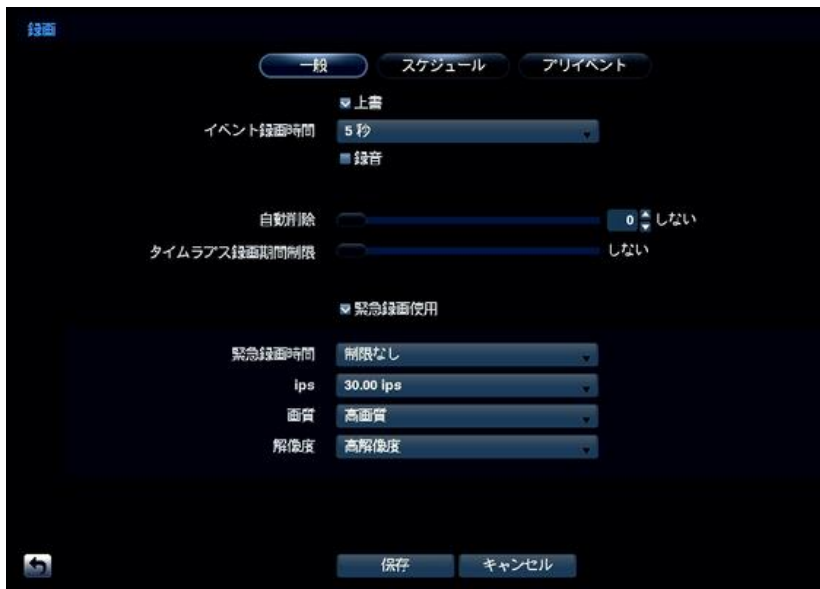 録画
一般 スケジュール プリイベント
上書
イベント録画時間 5 秒
録音
自動削除 0 しない
タイムラプス録画期間制限 しない
緊急録画使用
緊急録画時間 制限なし
ips 30.00 ips
画質 高画質
解像度 高解像度
保存 キャンセル